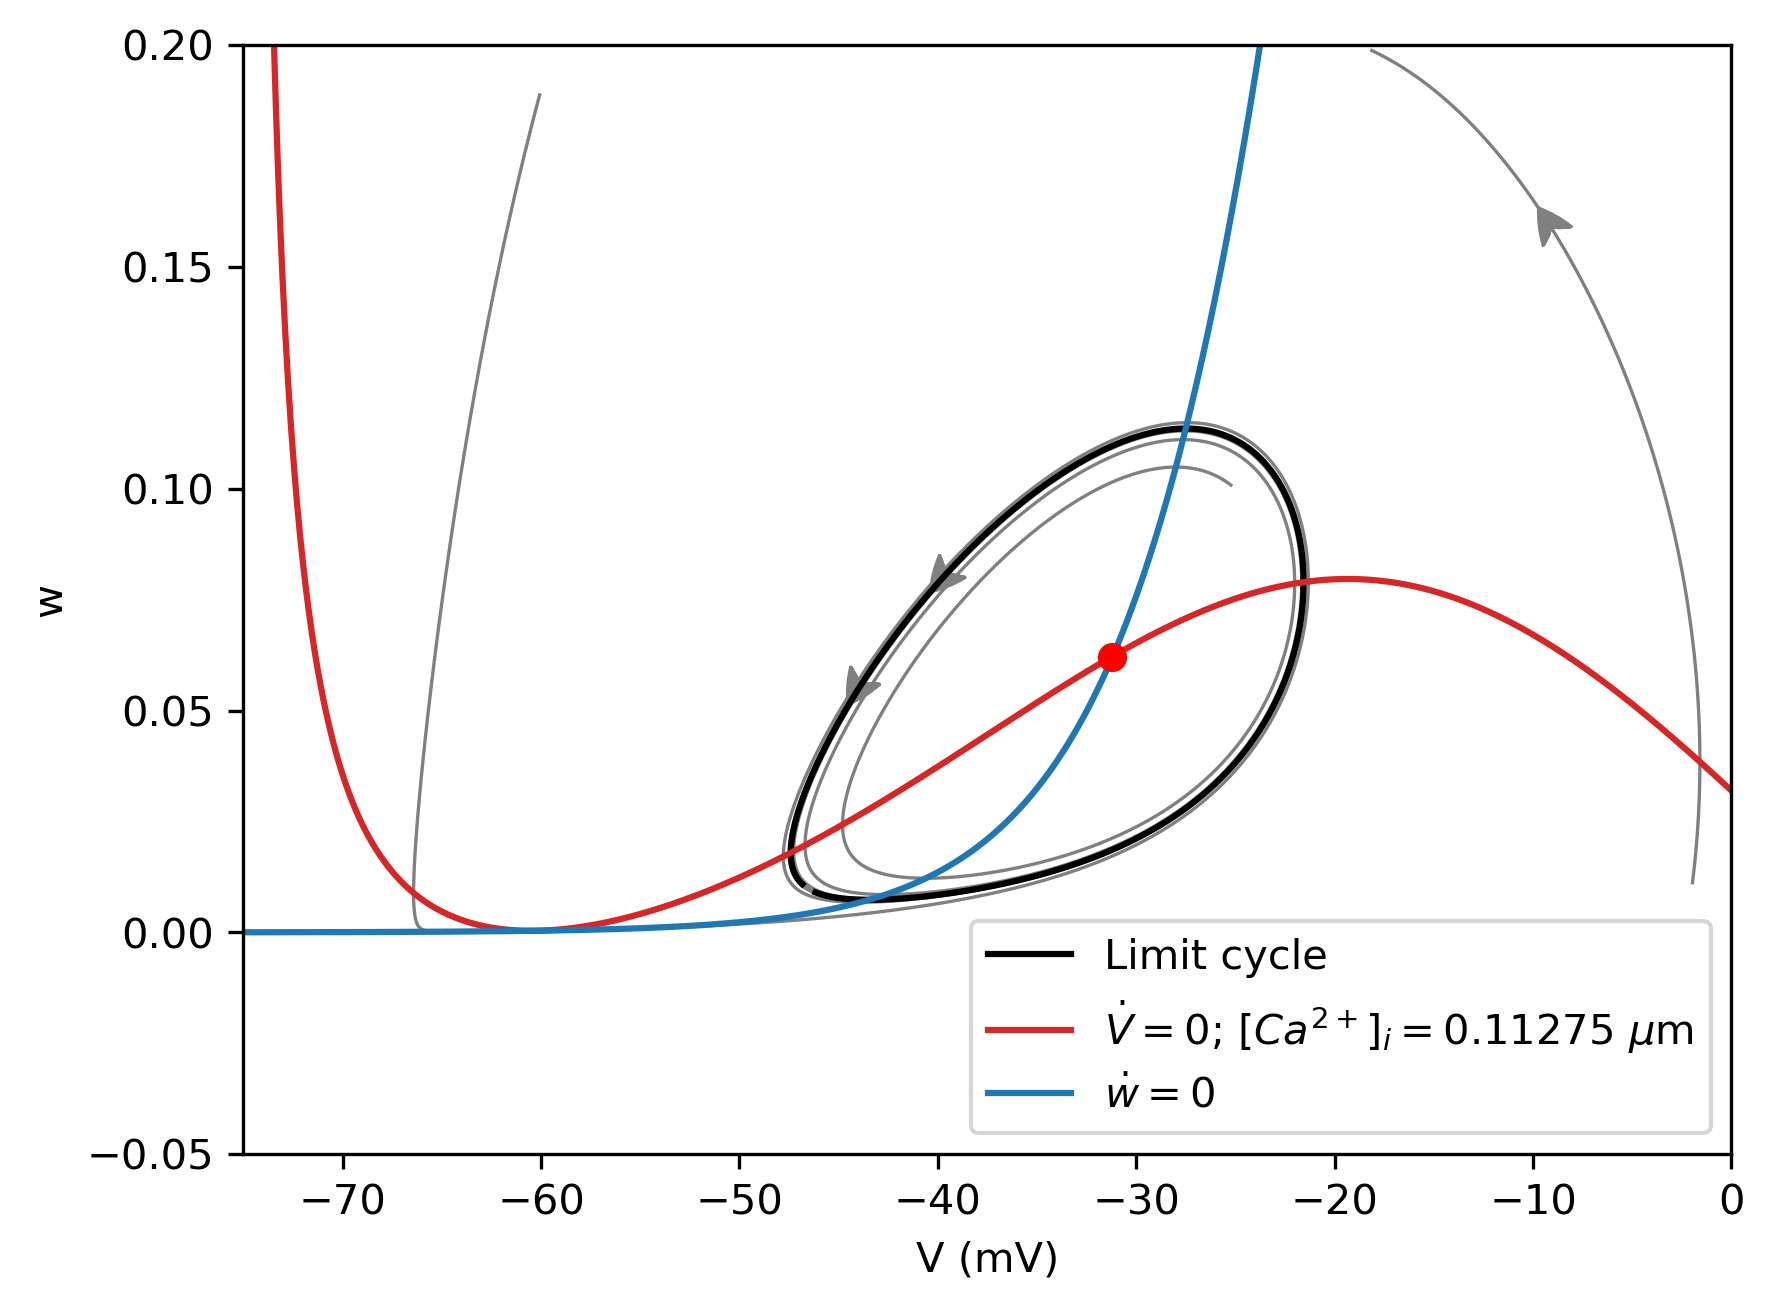 0.20
0.15
0.10
0.05
0.00
−0.05
w
−70 −60 −50 −40 −30 −20 −10 0
V (mV)
Limit cycle
V̇ = 0; [Ca²⁺]ᵢ = 0.11275 μm
ẇ = 0